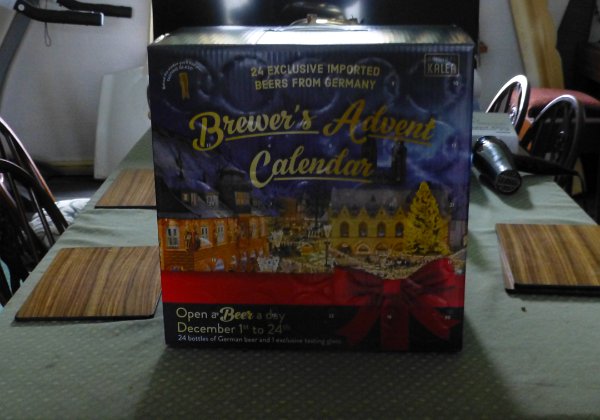 KALEA
24 EXCLUSIVE IMPORTED
BEERS FROM GERMANY
Brewer's Advent
Calendar
Open a Beer a day
December 1st to 24th
24 bottles of German beer and 1 exclusive tasting glass